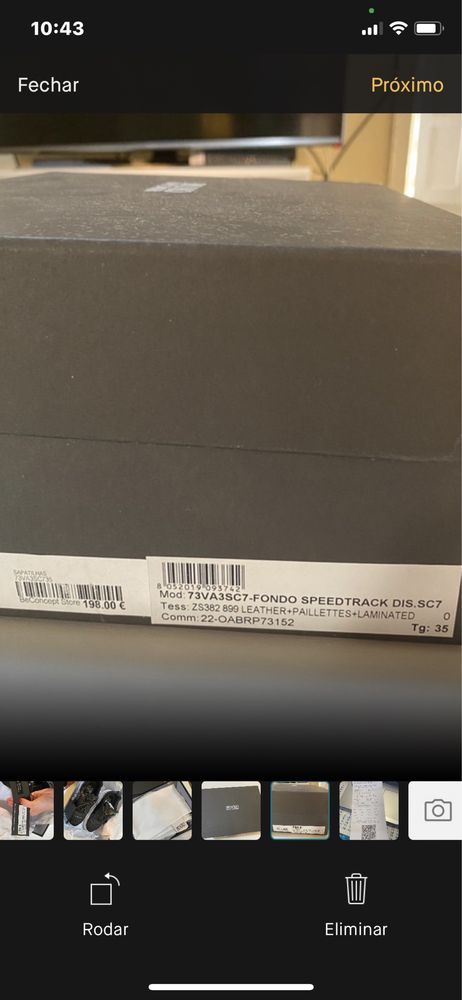 10:43
Fechar
Próximo
SAPATILHAS
73VA3SC735
BeConcept Store 198.00 €
8 052019 093742
Mod: 73VA3SC7-FONDO SPEEDTRACK DIS.SC7
Tess: ZS382 899 LEATHER+PAILLETTES+LAMINATED 0
Comm: 22-OABRP73152
Tg: 35
Rodar
Eliminar